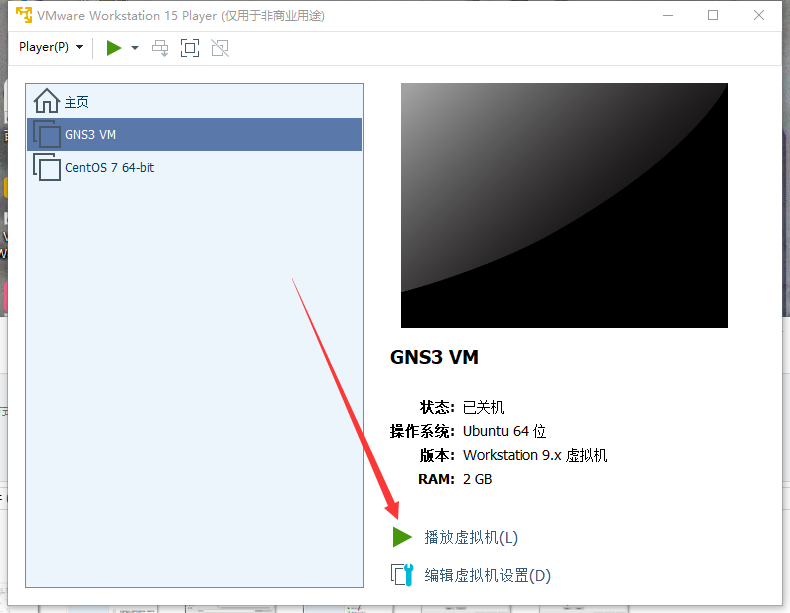 VMware Workstation 15 Player (仅用于非商业用途)
Player(P)
主页
GNS3 VM
CentOS 7 64-bit
GNS3 VM
状态: 已关机
操作系统: Ubuntu 64 位
版本: Workstation 9.x 虚拟机
RAM: 2 GB
播放虚拟机(L)
编辑虚拟机设置(D)